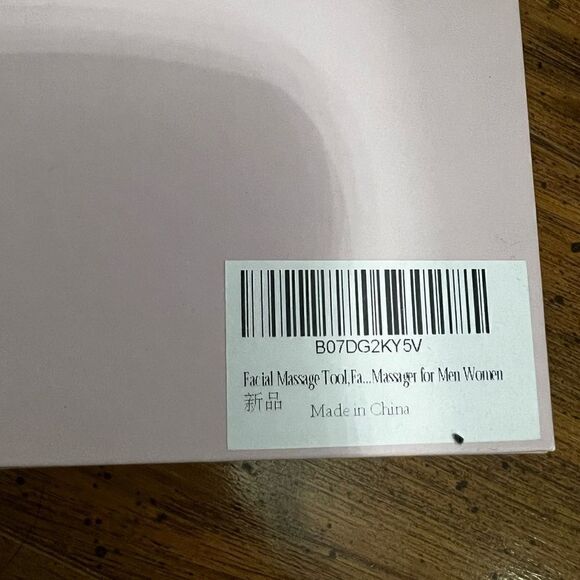 B07DG2KY5V
Facial Massage Tool,Fa...Massager for Men Women
新品
Made in China